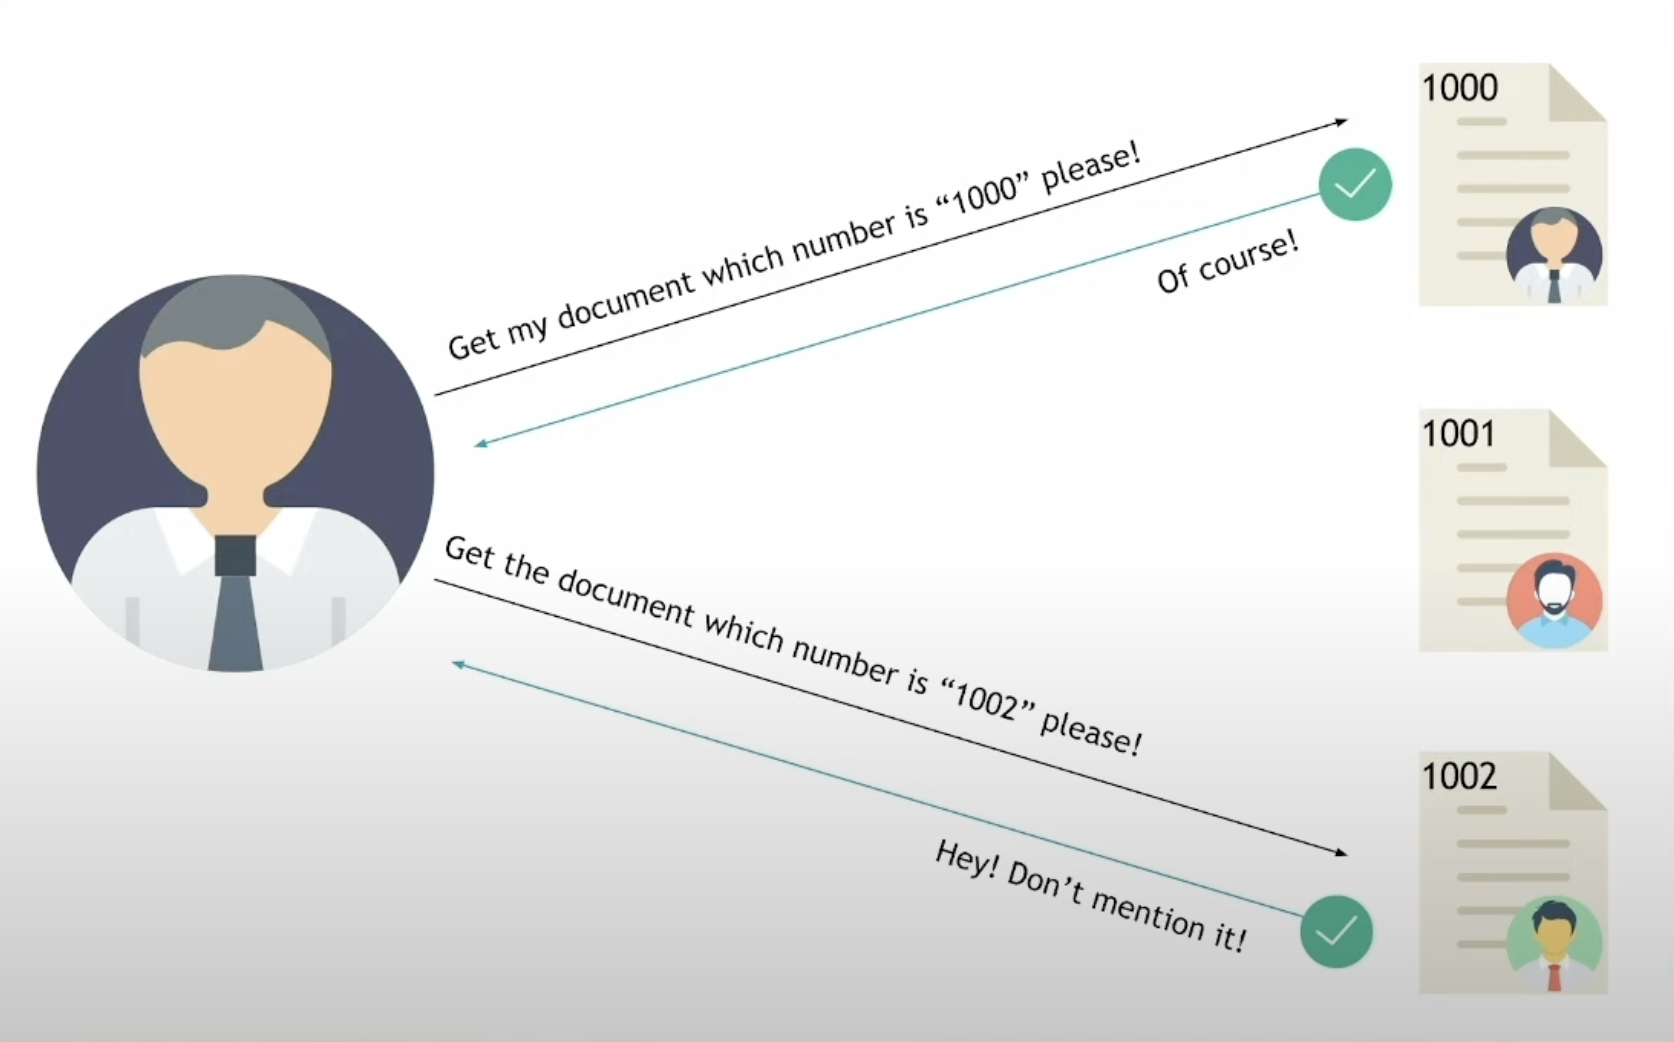 1000
Get my document which number is “1000” please!
Of course!
1001
Get the document which number is “1002” please!
1002
Hey! Don’t mention it!